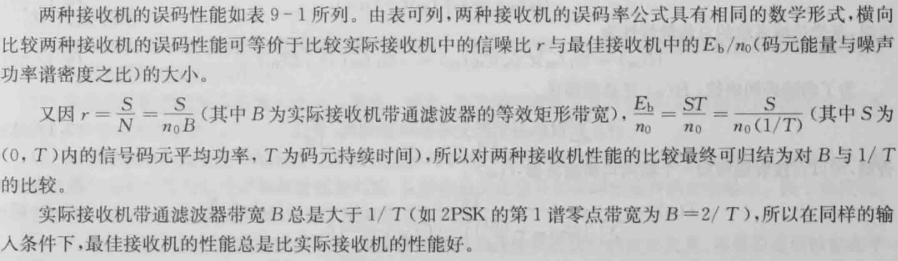 两种接收机的误码性能如表 9-1 所列。由表可列,两种接收机的误码率公式具有相同的数学形式,横向
比较两种接收机的误码性能可等价于比较实际接收机中的信噪比 r 与最佳接收机中的 E_b/n_0(码元能量与噪声
功率谱密度之比)的大小。
又因 r = S/N = S/(n_0B) (其中 B 为实际接收机带通滤波器的等效矩形带宽), E_b/n_0 = ST/n_0 = S/(n_0(1/T)) (其中 S 为
(0, T)内的信号码元平均功率, T 为码元持续时间),所以对两种接收机性能的比较最终可归结为对 B 与 1/T
的比较。
实际接收机带通滤波器带宽 B 总是大于 1/T(如 2PSK 的第 1 谱零点带宽为 B=2/T),所以在同样的输
入条件下,最佳接收机的性能总是比实际接收机的性能好。